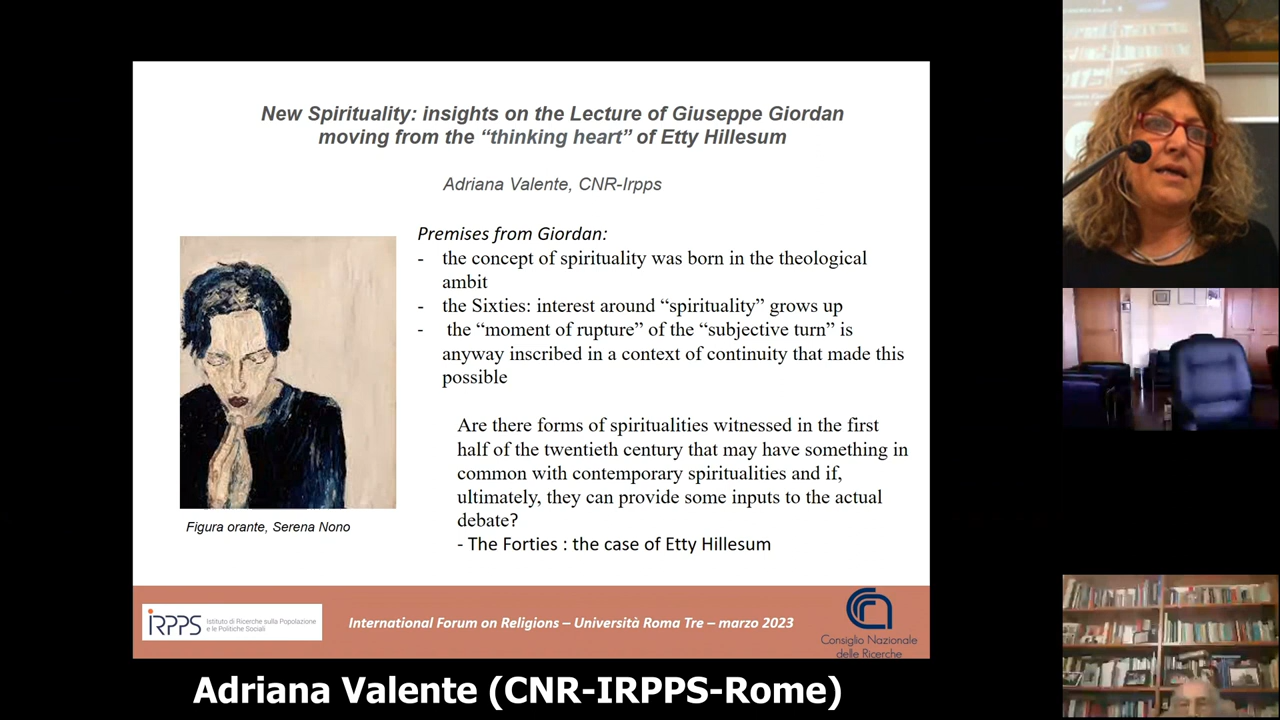 New Spirituality: insights on the Lecture of Giuseppe Giordan
moving from the “thinking heart” of Etty Hillesum
Adriana Valente, CNR-Irpps
Premises from Giordan:
- the concept of spirituality was born in the theological
ambit
- the Sixties: interest around “spirituality” grows up
- the “moment of rupture” of the “subjective turn” is
anyway inscribed in a context of continuity that made this
possible
Are there forms of spiritualities witnessed in the first
half of the twentieth century that may have something in
common with contemporary spiritualities and if,
ultimately, they can provide some inputs to the actual
debate?
- The Forties : the case of Etty Hillesum
Figura orante, Serena Nono
IRPPS
Istituto di Ricerche sulla Popolazione
e le Politiche Sociali
International Forum on Religions – Università Roma Tre – marzo 2023
Consiglio Nazionale
delle Ricerche
Adriana Valente (CNR-IRPPS-Rome)